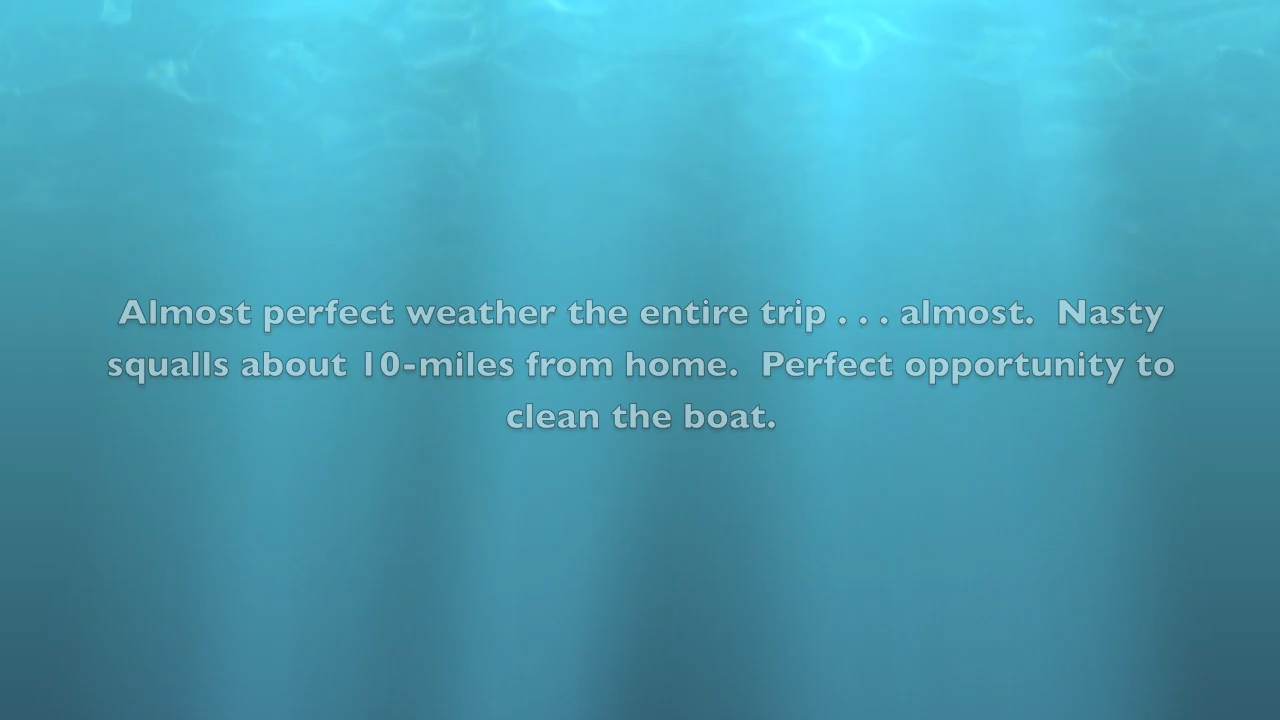 Almost perfect weather the entire trip . . . almost.  Nasty
squalls about 10-miles from home.  Perfect opportunity to
clean the boat.